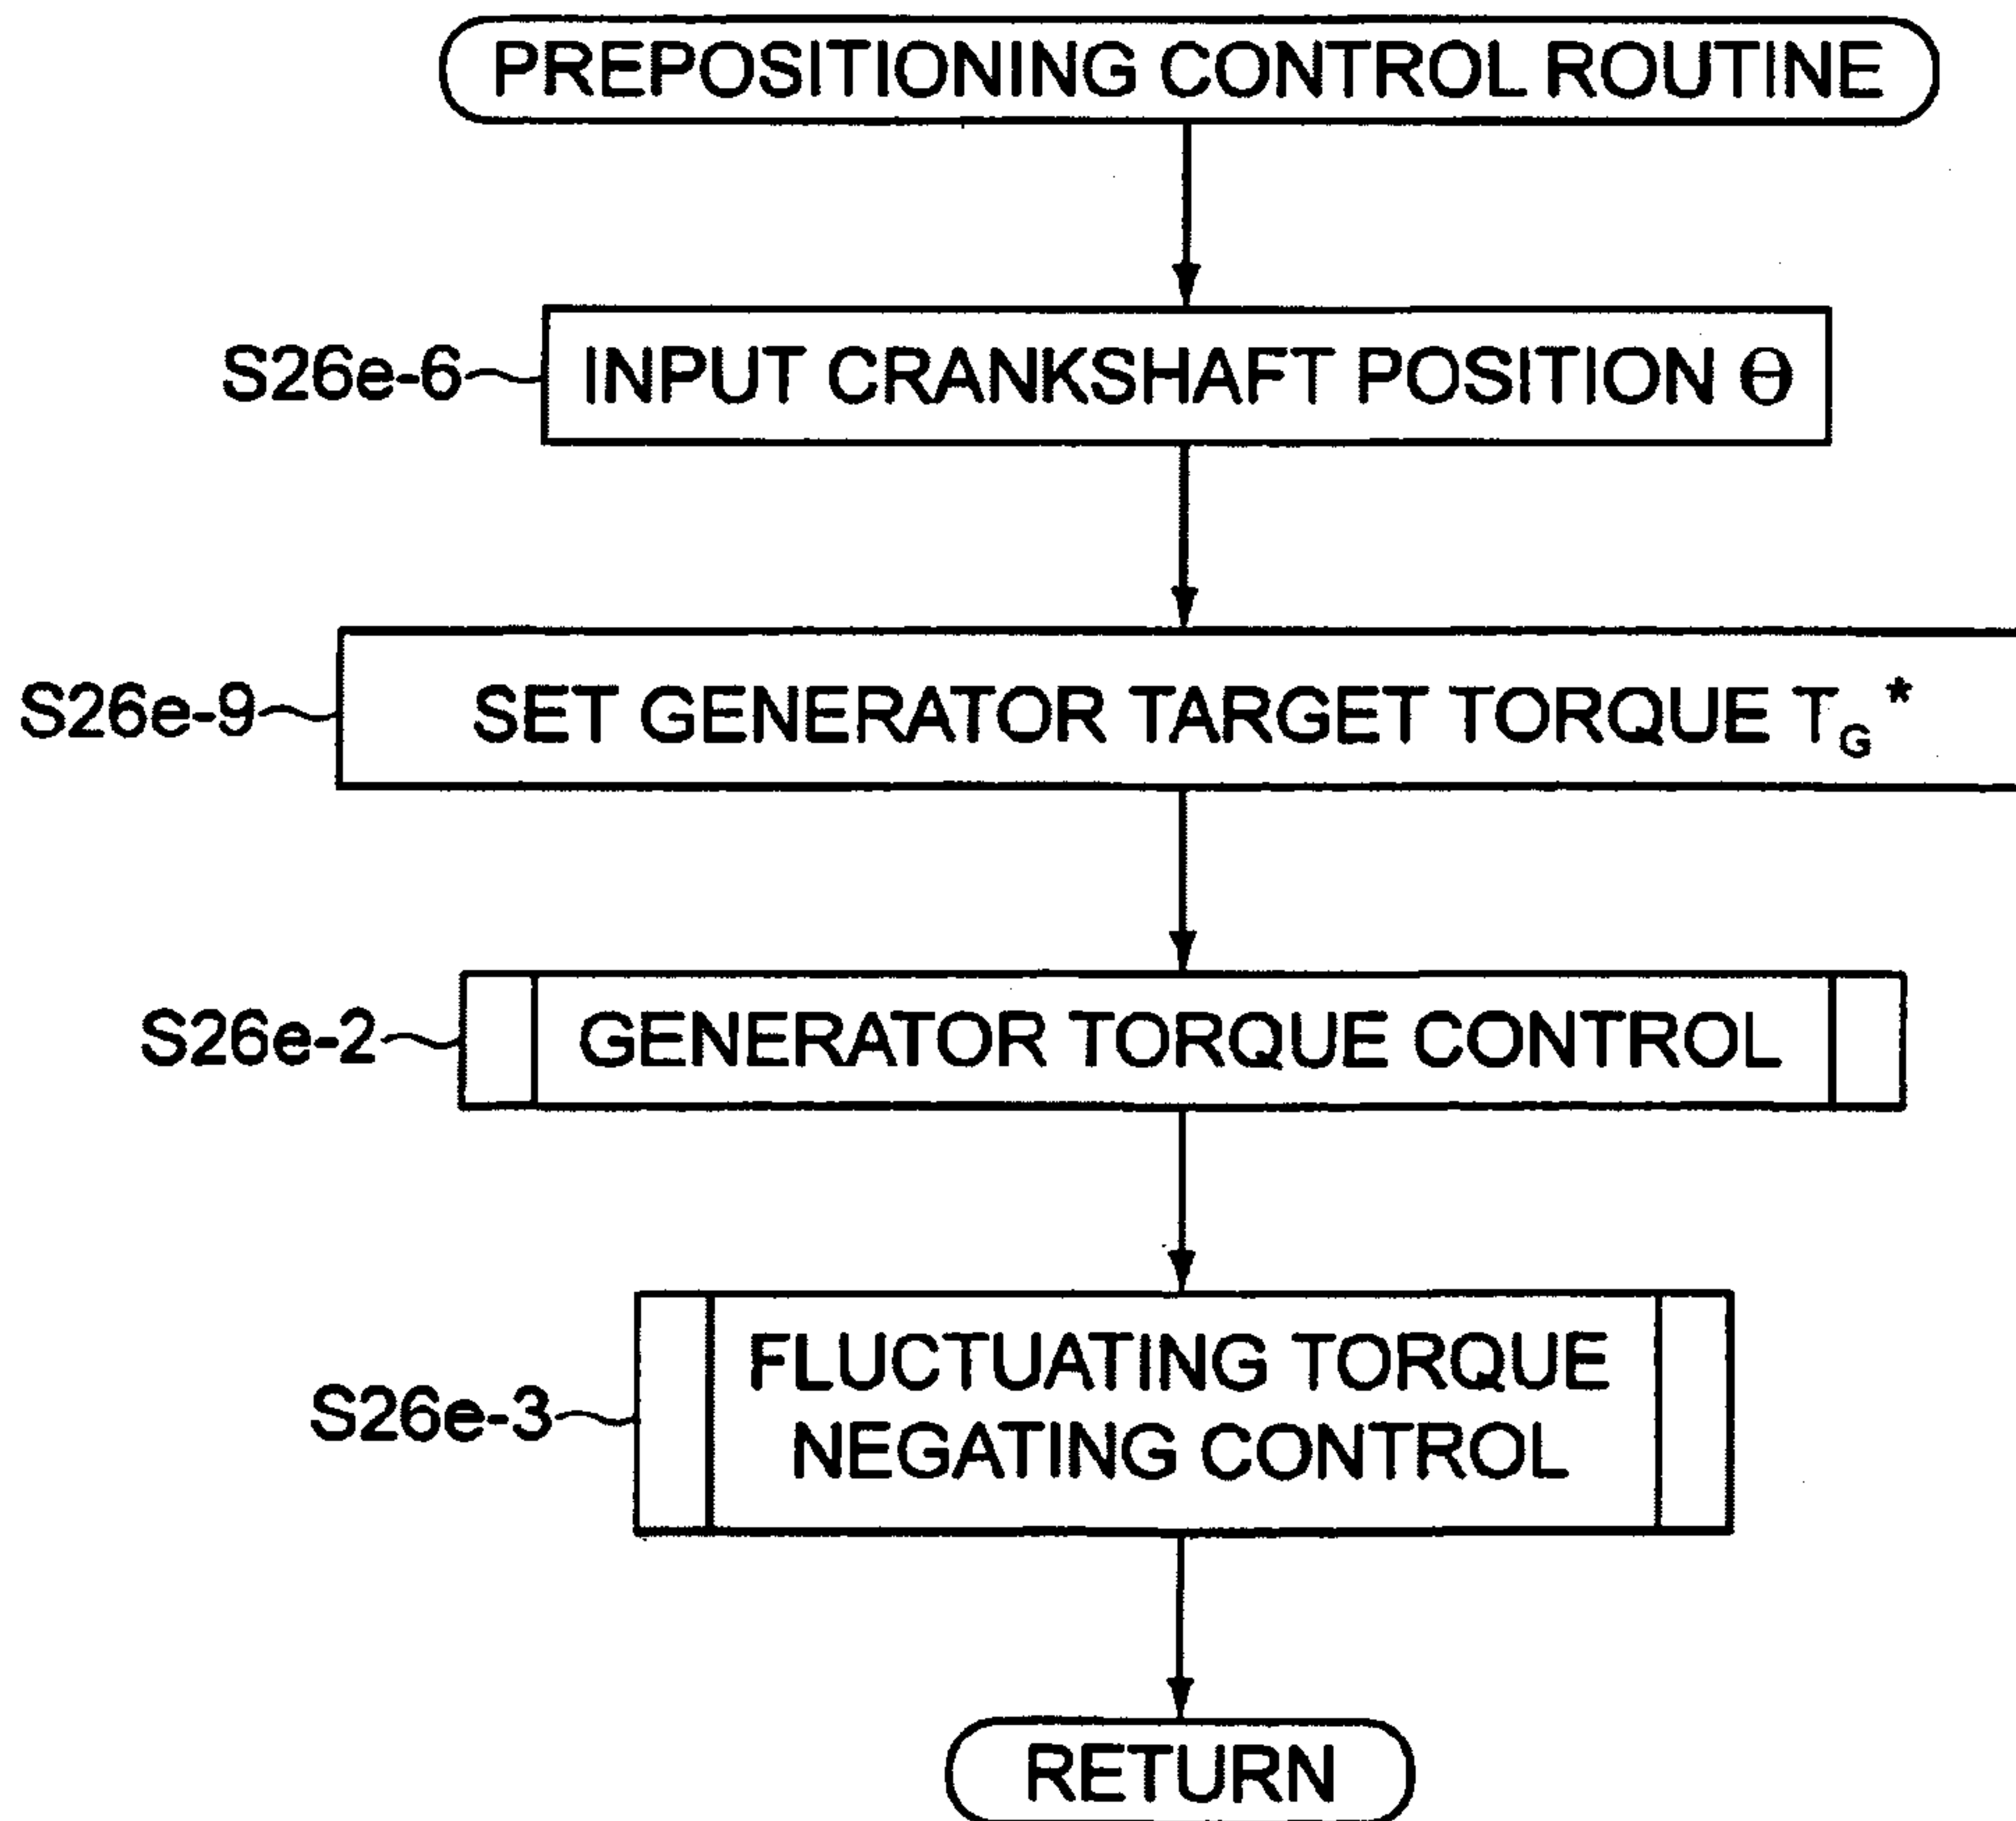 PREPOSITIONING CONTROL ROUTINE
S26e-6
INPUT CRANKSHAFT POSITION Θ
S26e-9
SET GENERATOR TARGET TORQUE T_G*
S26e-2
GENERATOR TORQUE CONTROL
S26e-3
FLUCTUATING TORQUE
NEGATING CONTROL
RETURN